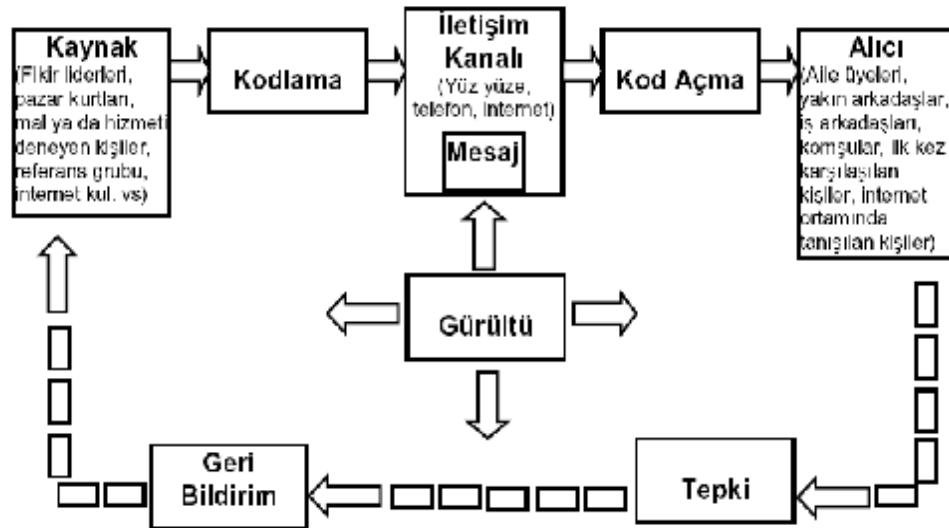 Kaynak
(Fikir liderleri,
pazar kurtları,
mal ya da hizmeti
deneyen kişiler,
referans grubu,
internet kul. vs)
Kodlama
İletişim
Kanalı
(Yüz yüze,
telefon, internet)
Mesaj
Kod Açma
Alıcı
(Aile üyeleri,
yakın arkadaşlar,
iş arkadaşları,
komşular, ilk kez
karşılaşılan
kişiler, internet
ortamında
tanışılan kişiler)
Gürültü
Geri
Bildirim
Tepki